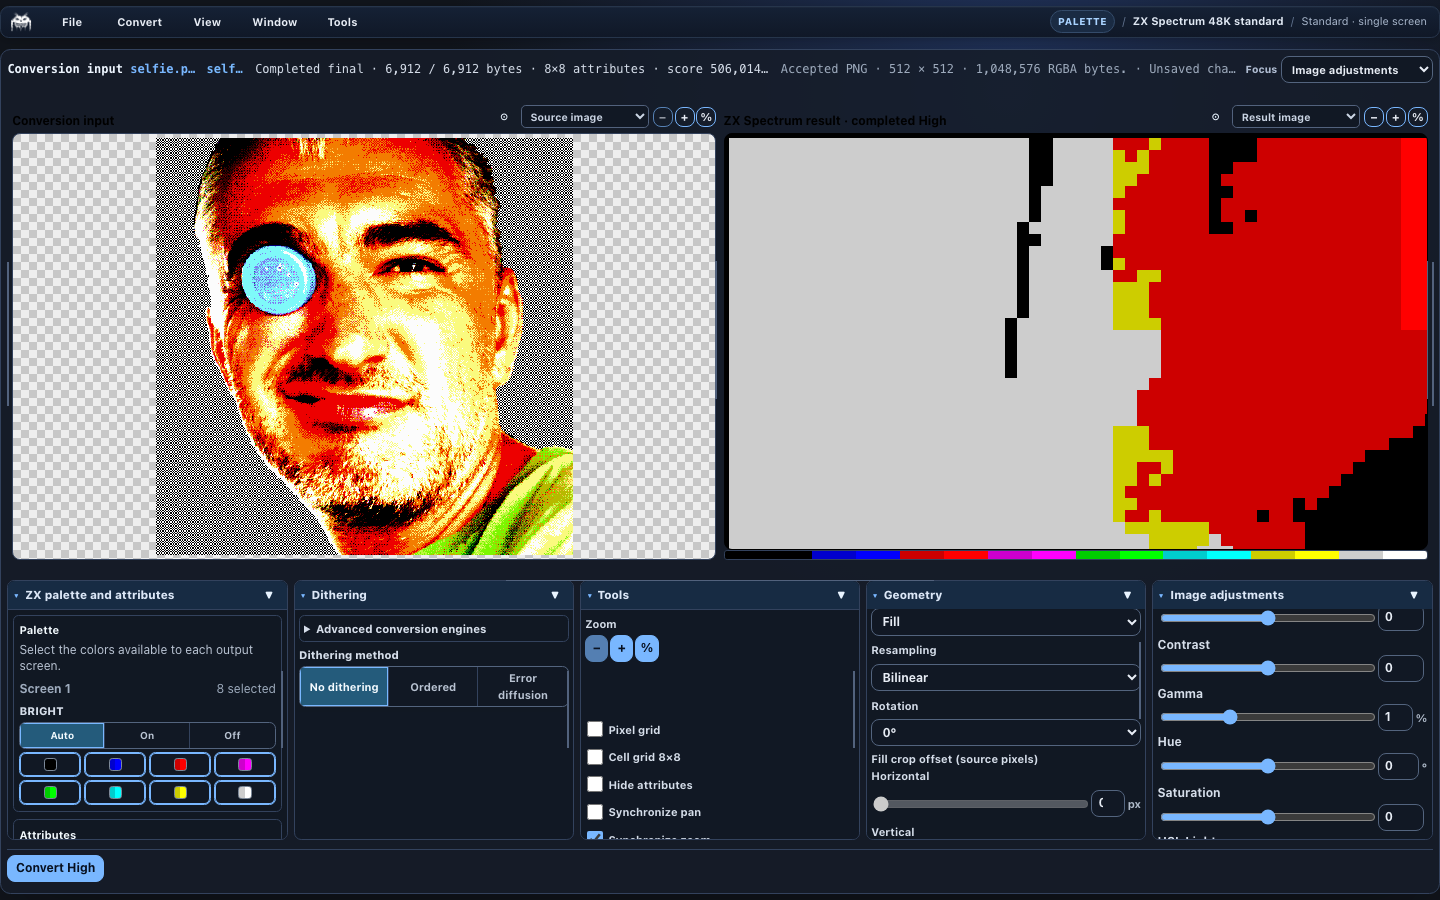 File Convert View Window Tools PALETTE / ZX Spectrum 48K standard / Standard · single screen
Conversion input selfie.p… self… Completed final · 6,912 / 6,912 bytes · 8×8 attributes · score 506,014… Accepted PNG · 512 × 512 · 1,048,576 RGBA bytes. · Unsaved cha… Focus Image adjustments
Conversion input Source image − + %
ZX Spectrum result · completed High Result image − + %
ZX palette and attributes
Palette
Select the colors available to each output
screen.
Screen 1 8 selected
BRIGHT
Auto On Off
Attributes
Dithering
Advanced conversion engines
Dithering method
No dithering Ordered Error
diffusion
Tools
Zoom
− + %
Pixel grid
Cell grid 8×8
Hide attributes
Synchronize pan
Synchronize zoom
Geometry
Fill
Resampling
Bilinear
Rotation
0°
Fill crop offset (source pixels)
Horizontal
px
Vertical
Image adjustments
0
Contrast
0
Gamma
1 %
Hue
0 °
Saturation
0
Convert High